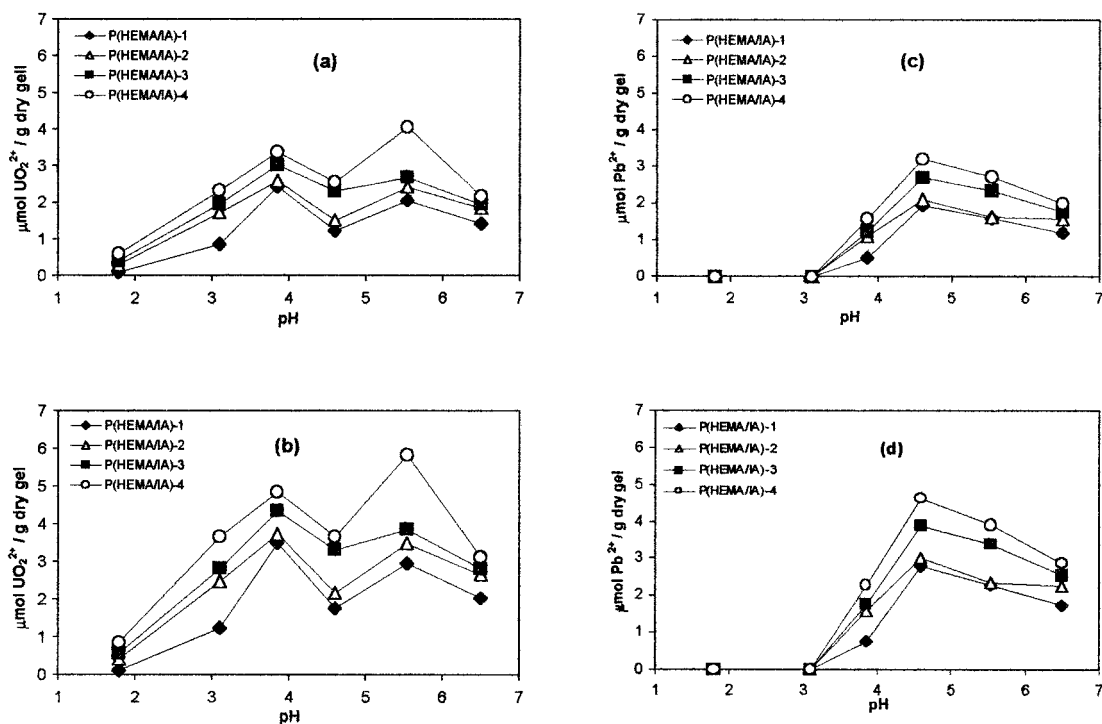 7
6
5
4
3
2
1
0
μmol UO₂²⁺ / g dry gell
P(HEMA/IA)-1
P(HEMA/IA)-2
P(HEMA/IA)-3
P(HEMA/IA)-4
(a)
1 2 3 4 5 6 7
pH
7
6
5
4
3
2
1
0
μmol Pb²⁺ / g dry gell
P(HEMA/IA)-1
P(HEMA/IA)-2
P(HEMA/IA)-3
P(HEMA/IA)-4
(c)
1 2 3 4 5 6 7
pH
7
6
5
4
3
2
1
0
μmol UO₂²⁺ / g dry gel
P(HEMA/IA)-1
P(HEMA/IA)-2
P(HEMA/IA)-3
P(HEMA/IA)-4
(b)
1 2 3 4 5 6 7
pH
7
6
5
4
3
2
1
0
μmol Pb²⁺ / g dry gel
P(HEMA/IA)-1
P(HEMA/IA)-2
P(HEMA/IA)-3
P(HEMA/IA)-4
(d)
1 2 3 4 5 6 7
pH